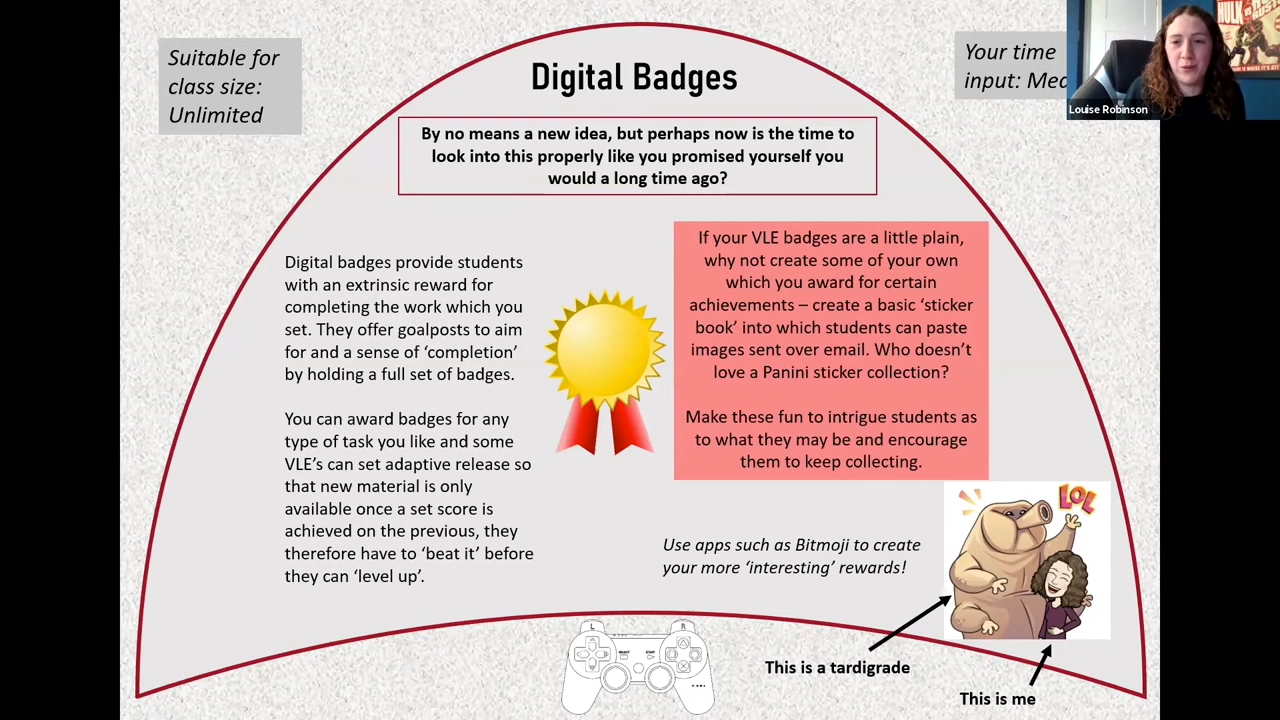 Suitable for
class size:
Unlimited
Digital Badges
Your time
input:
Louise Robinson
HULK
By no means a new idea, but perhaps now is the time to
look into this properly like you promised yourself you
would a long time ago?
Digital badges provide students
with an extrinsic reward for
completing the work which you
set. They offer goalposts to aim
for and a sense of ‘completion’
by holding a full set of badges.
You can award badges for any
type of task you like and some
VLE’s can set adaptive release so
that new material is only
available once a set score is
achieved on the previous, they
therefore have to ‘beat it’ before
they can ‘level up’.
If your VLE badges are a little plain,
why not create some of your own
which you award for certain
achievements – create a basic ‘sticker
book’ into which students can paste
images sent over email. Who doesn’t
love a Panini sticker collection?
Make these fun to intrigue students as
to what they may be and encourage
them to keep collecting.
Use apps such as Bitmoji to create
your more ‘interesting’ rewards!
LOL
L
R
SELECT
START
This is a tardigrade
This is me